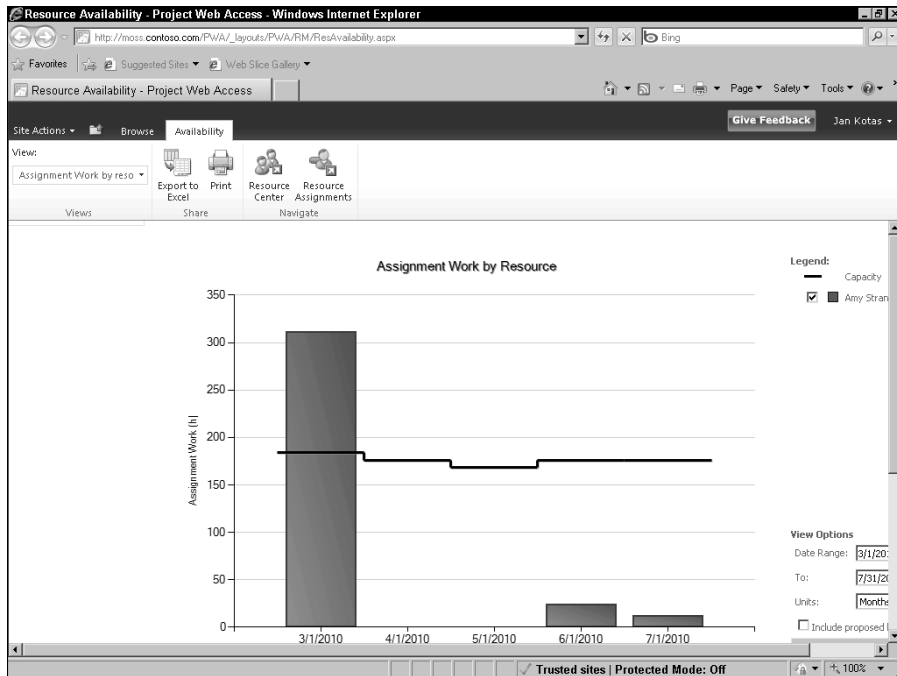 Resource Availability - Project Web Access - Windows Internet Explorer
http://moss.contoso.com/PWA/_layouts/PWA/RM/ResAvailability.aspx
Bing
Favorites
Suggested Sites
Web Slice Gallery
Resource Availability - Project Web Access
Page
Safety
Tools
Site Actions
Browse
Availability
Give Feedback
Jan Kotas
View:
Assignment Work by reso
Export to Excel
Print
Resource Center
Resource Assignments
Views
Share
Navigate
Assignment Work by Resource
Legend:
Capacity
Amy Stran
Assignment Work (h)
350
300
250
200
150
100
50
0
3/1/2010
4/1/2010
5/1/2010
6/1/2010
7/1/2010
View Options
Date Range: 3/1/20
To: 7/31/2
Units: Months
Include proposed
Trusted sites | Protected Mode: Off
100%